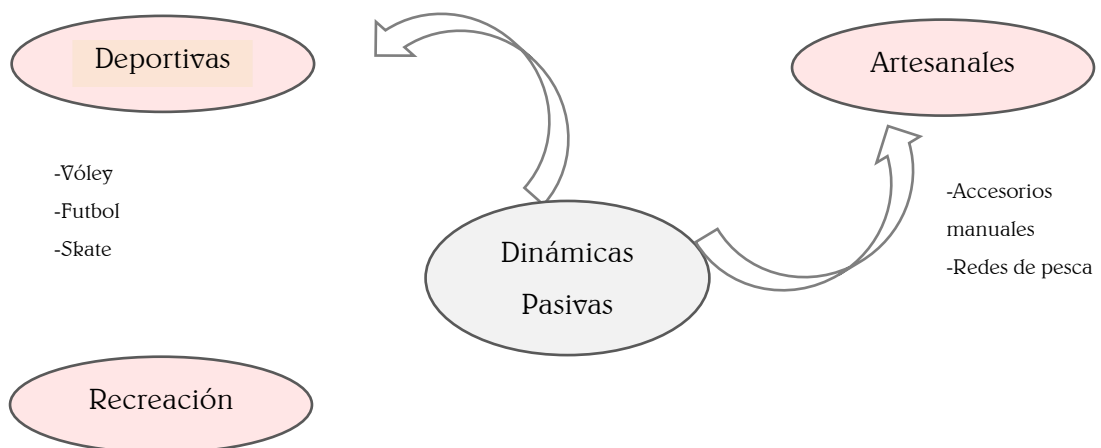 Deportivas
-Vóley
-Futbol
-Skate
Dinámicas
Pasivas
Artesanales
-Accesorios
manuales
-Redes de pesca
Recreación